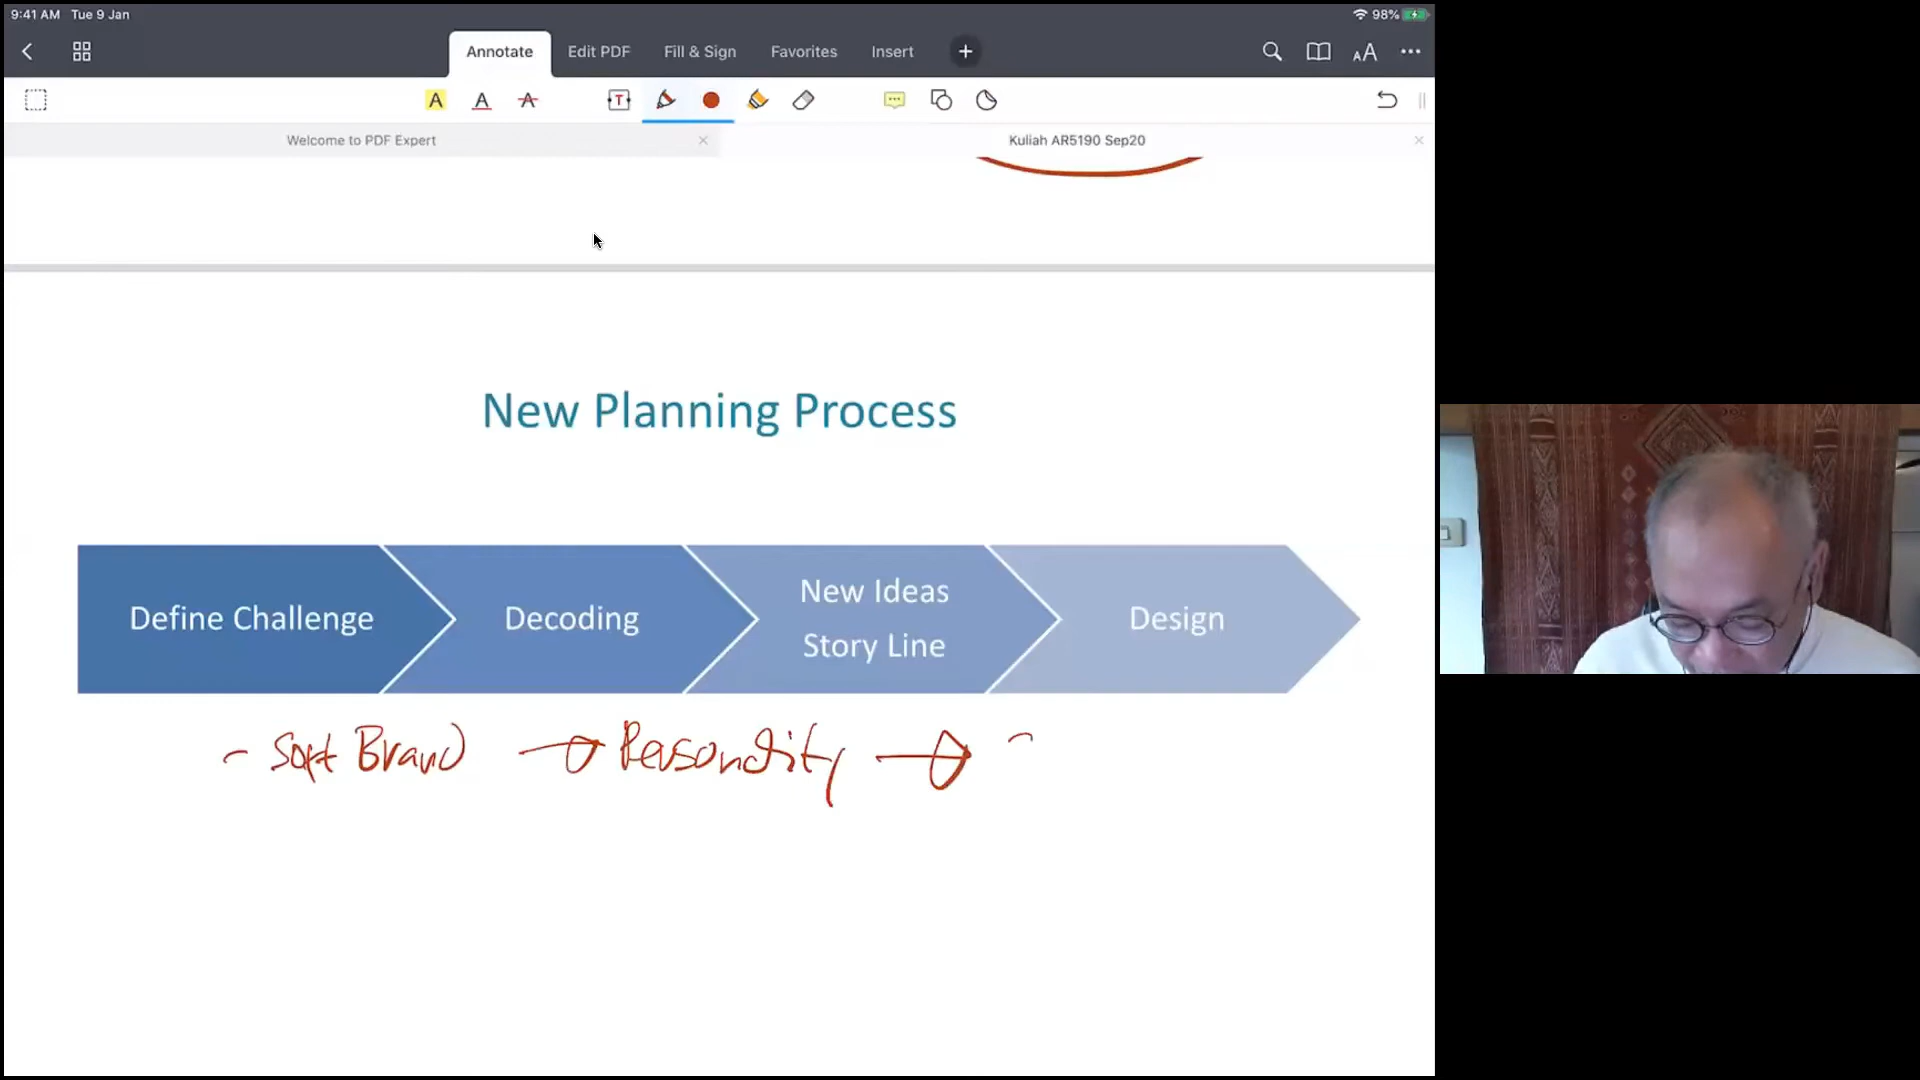 9:41 AM Tue 9 Jan 98%
Annotate Edit PDF Fill & Sign Favorites Insert
AA
A A A T
Welcome to PDF Expert
Kuliah AR5190 Sep20
New Planning Process
Define Challenge
Decoding
New Ideas
Story Line
Design
- Soft Brand → Personality →